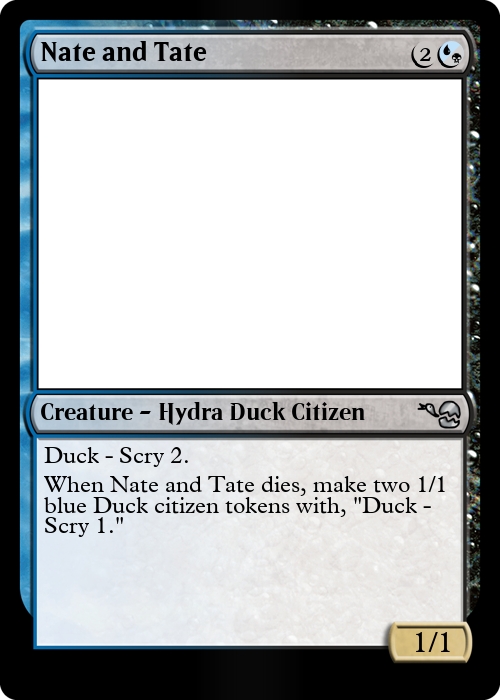 Nate and Tate 2
Creature – Hydra Duck Citizen
Duck - Scry 2.
When Nate and Tate dies, make two 1/1
blue Duck citizen tokens with, "Duck -
Scry 1."
1/1